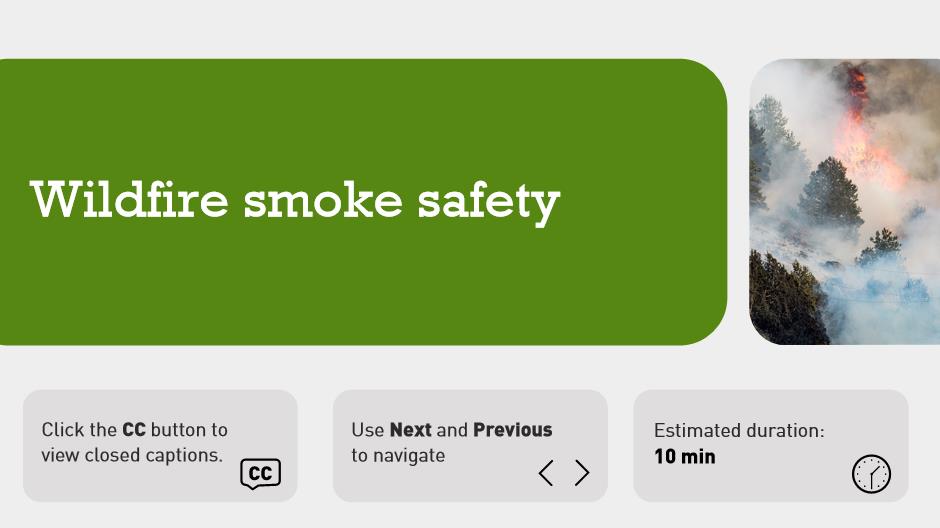 Wildfire smoke safety
Click the CC button to
view closed captions.
CC
Use Next and Previous
to navigate
Estimated duration:
10 min